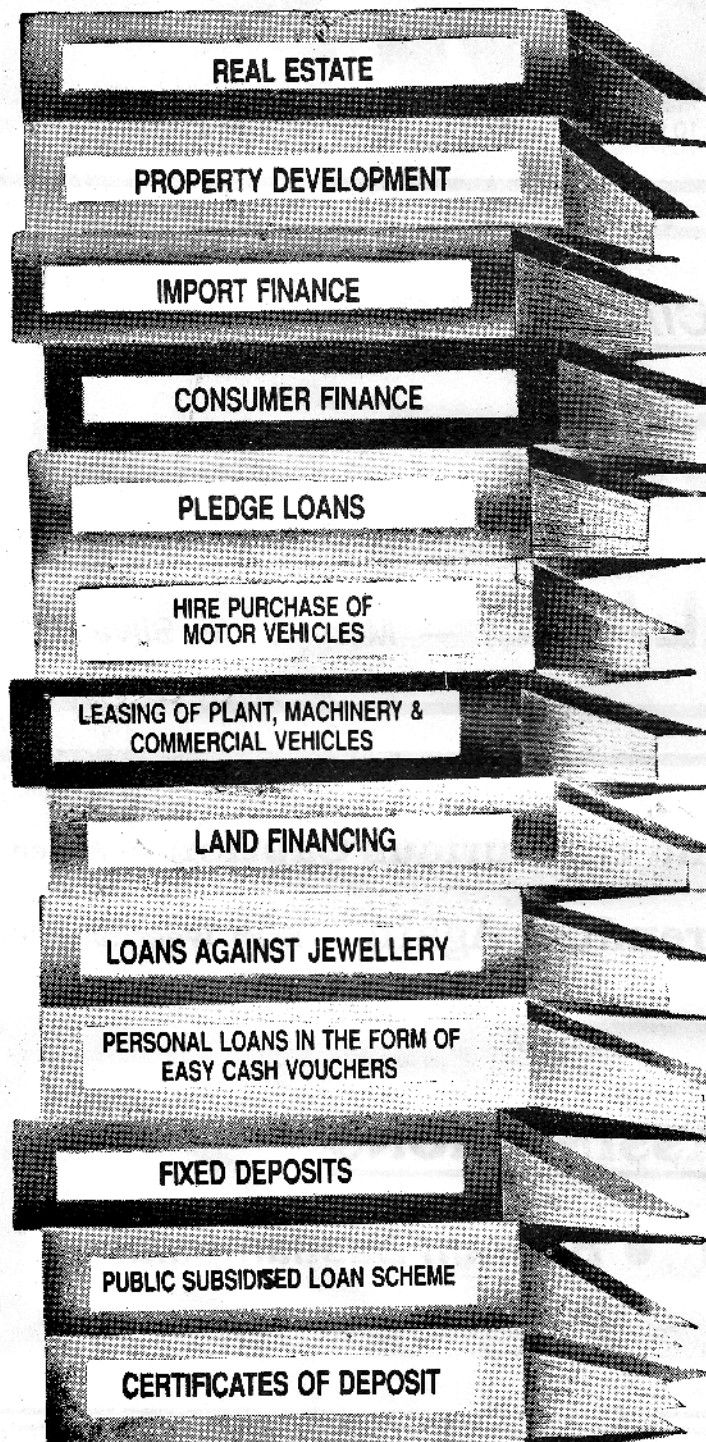 REAL ESTATE
PROPERTY DEVELOPMENT
IMPORT FINANCE
CONSUMER FINANCE
PLEDGE LOANS
HIRE PURCHASE OF
MOTOR VEHICLES
LEASING OF PLANT, MACHINERY &
COMMERCIAL VEHICLES
LAND FINANCING
LOANS AGAINST JEWELLERY
PERSONAL LOANS IN THE FORM OF
EASY CASH VOUCHERS
FIXED DEPOSITS
PUBLIC SUBSIDISED LOAN SCHEME
CERTIFICATES OF DEPOSIT